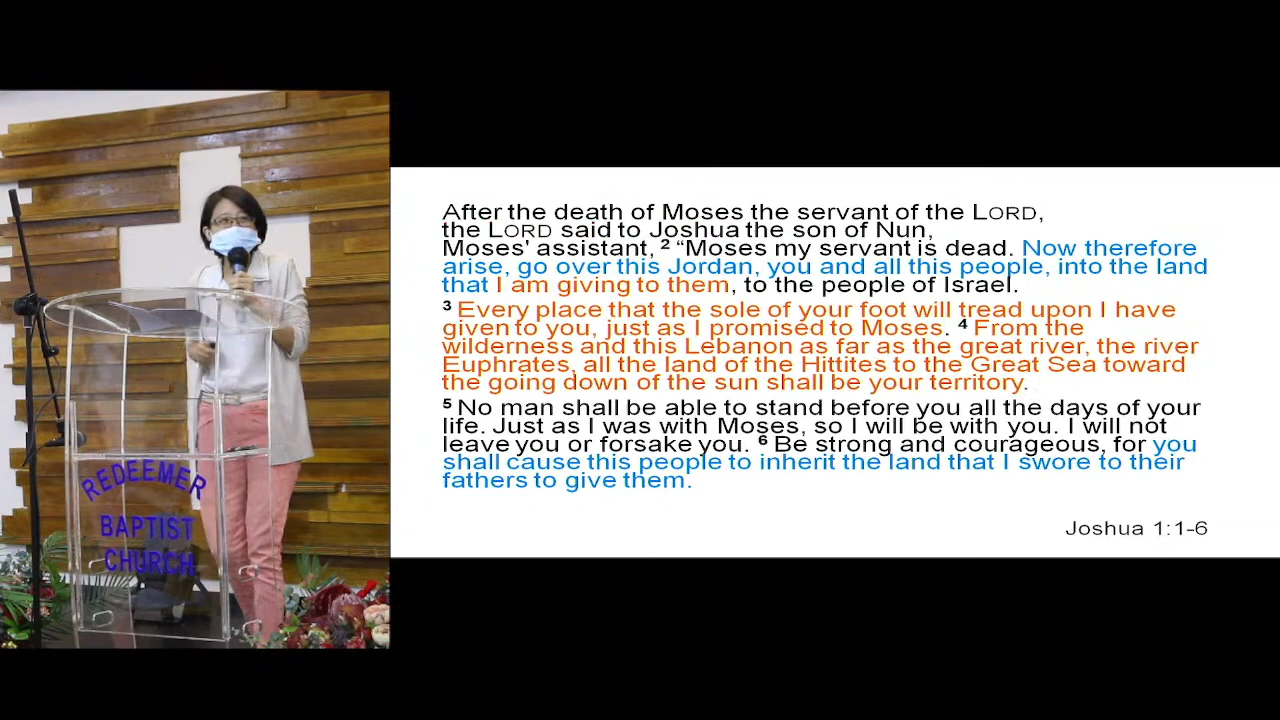 REDEEMER
BAPTIST
CHURCH
After the death of Moses the servant of the LORD,
the LORD said to Joshua the son of Nun,
Moses' assistant, ² “Moses my servant is dead. Now therefore
arise, go over this Jordan, you and all this people, into the land
that I am giving to them, to the people of Israel.
³ Every place that the sole of your foot will tread upon I have
given to you, just as I promised to Moses. ⁴ From the
wilderness and this Lebanon as far as the great river, the river
Euphrates, all the land of the Hittites to the Great Sea toward
the going down of the sun shall be your territory.
⁵ No man shall be able to stand before you all the days of your
life. Just as I was with Moses, so I will be with you. I will not
leave you or forsake you. ⁶ Be strong and courageous, for you
shall cause this people to inherit the land that I swore to their
fathers to give them.
Joshua 1:1-6